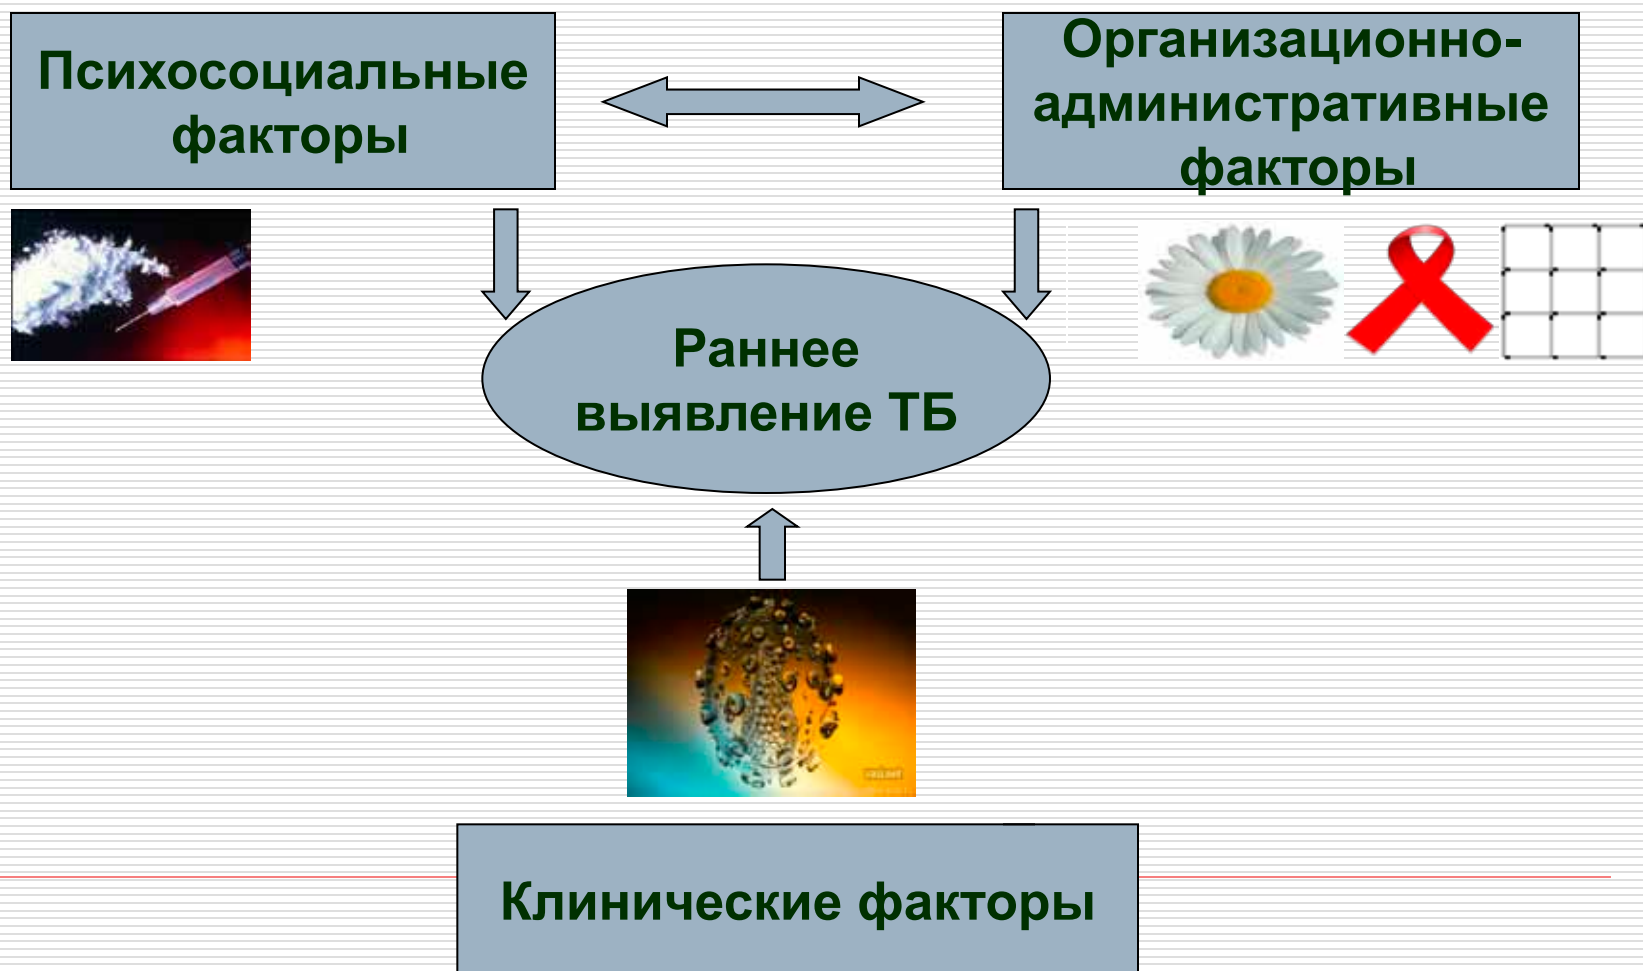 Психосоциальные
факторы
Организационно-
административные
факторы
Раннее
выявление ТБ
Клинические факторы